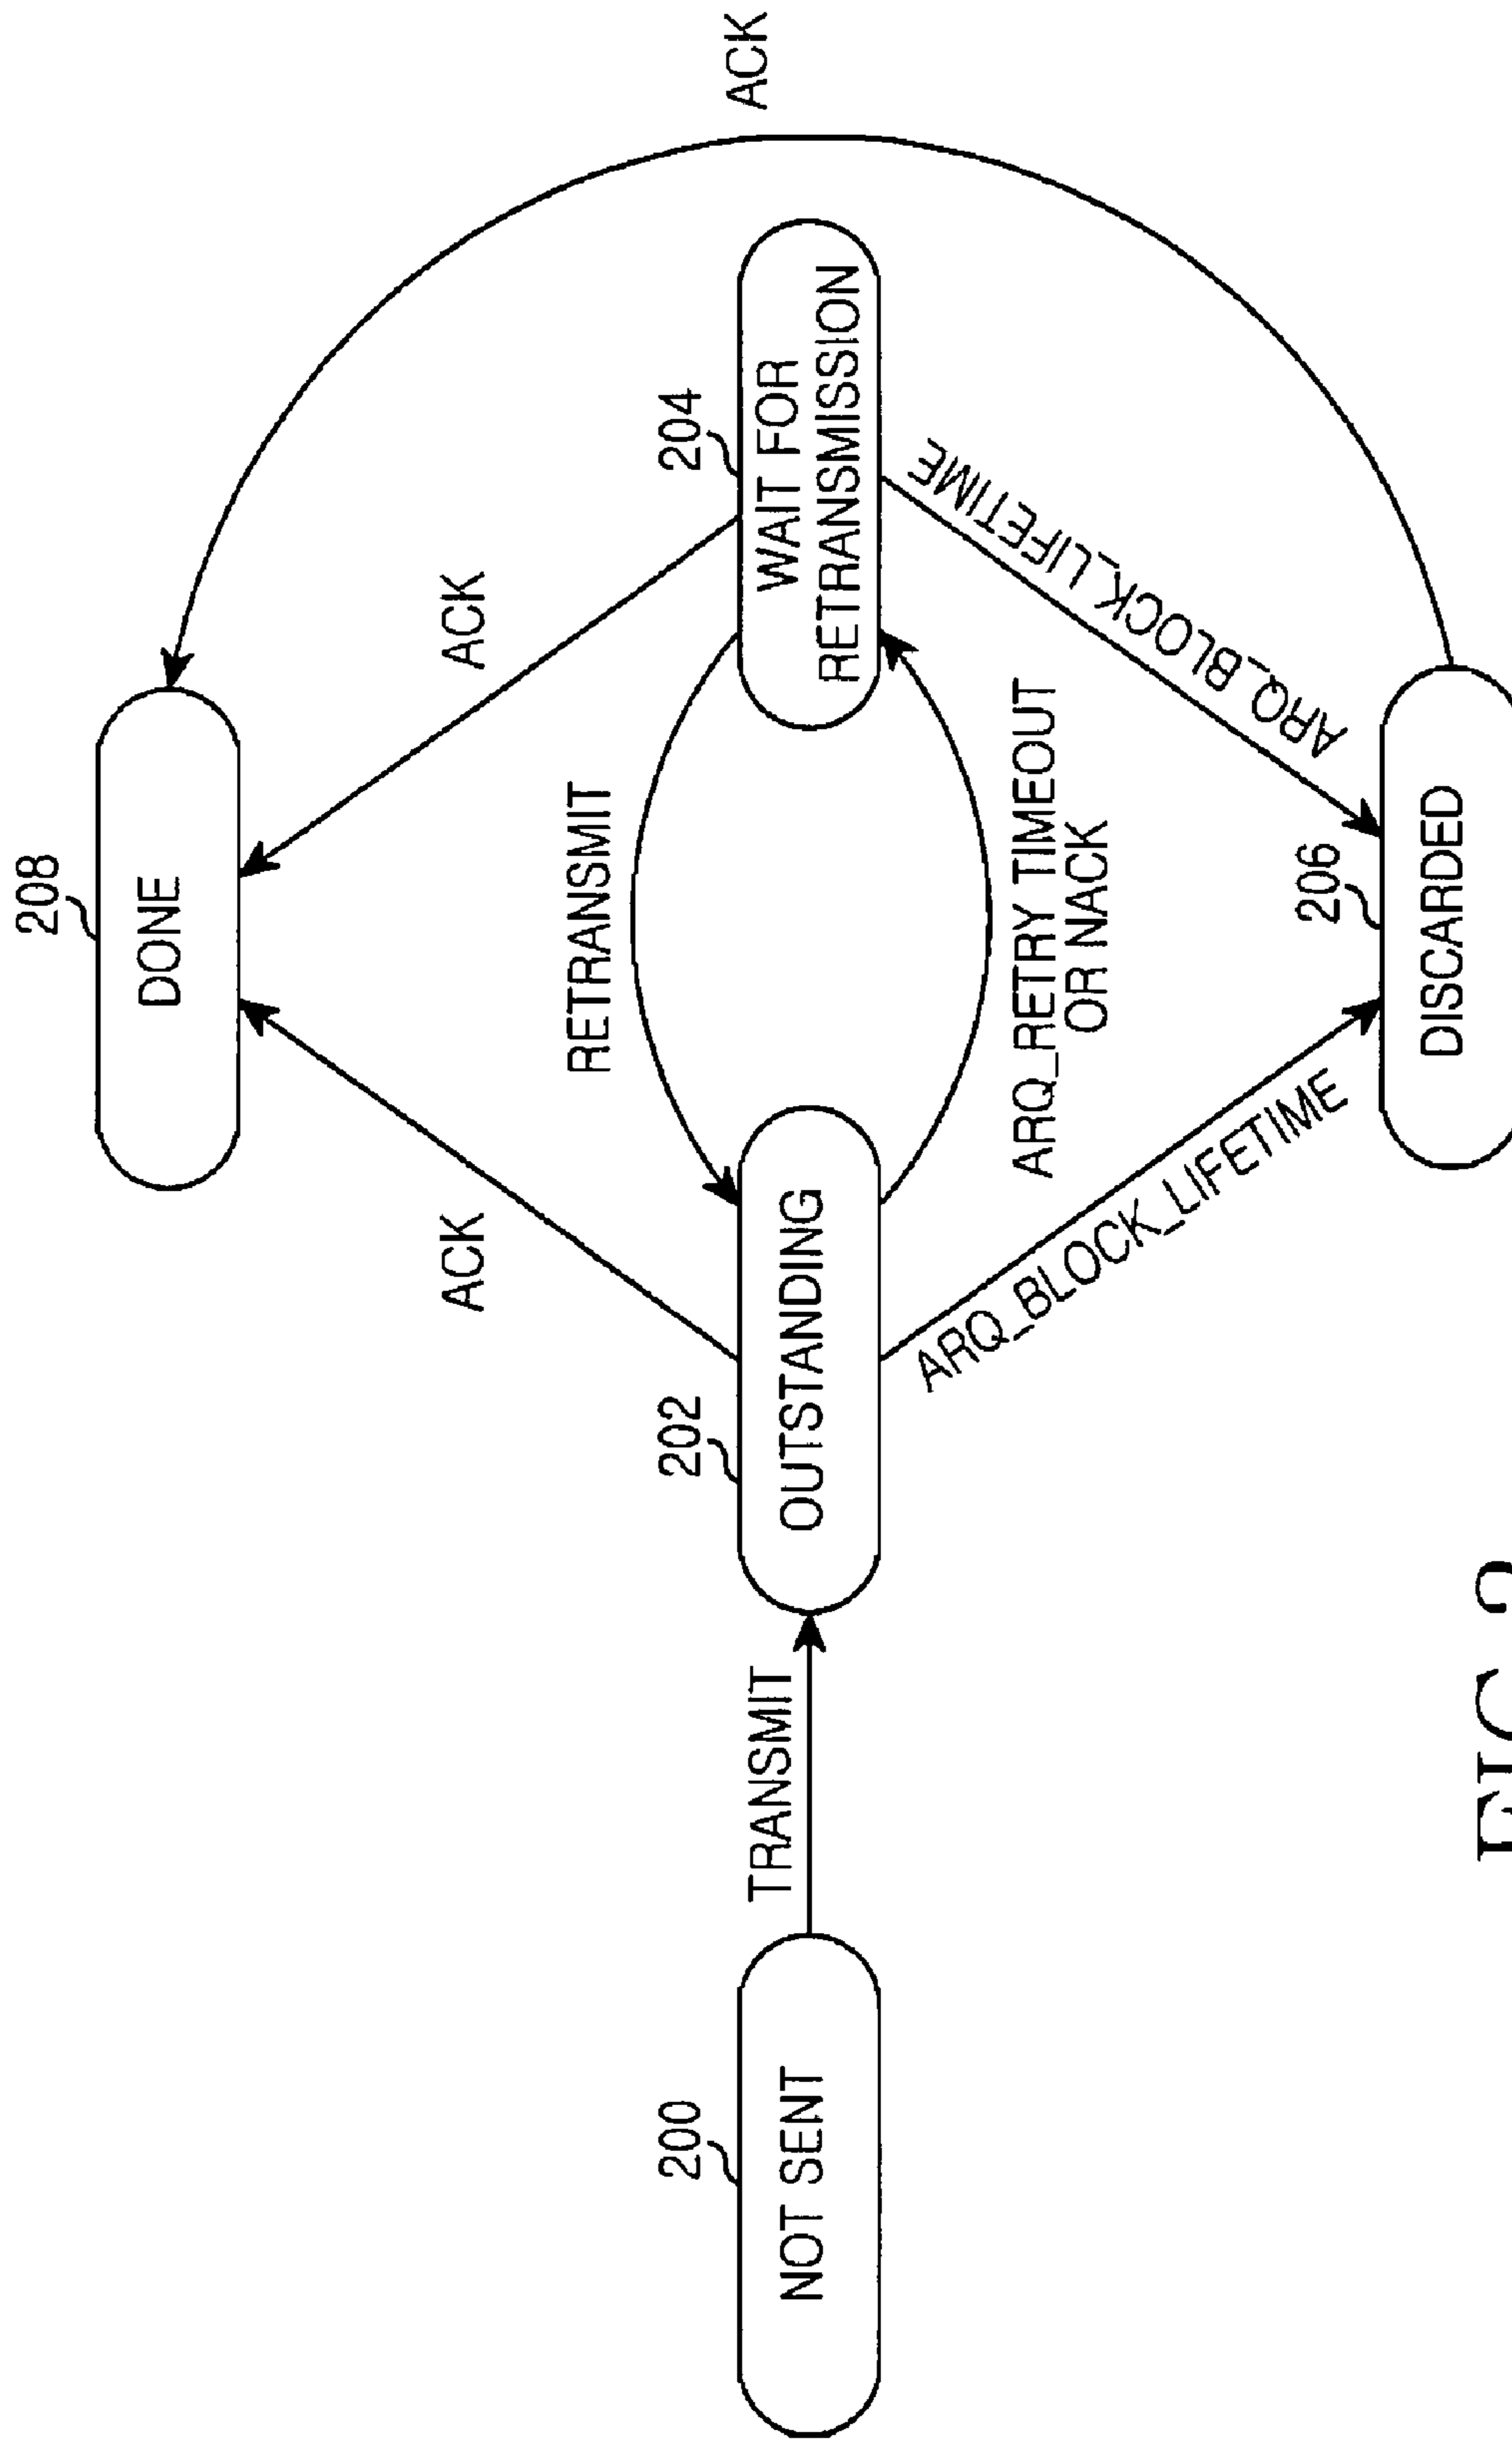 208
DONE
ACK
ACK
ACK
RETRANSMIT
200
NOT SENT
TRANSMIT
202
OUTSTANDING
204
WAIT FOR
RETRANSMISSION
ARQ_RETRY TIMEOUT
OR NACK
ARQ_BLOCK_LIFETIME
ARQ_BLOCK_LIFETIME
206
DISCARDED